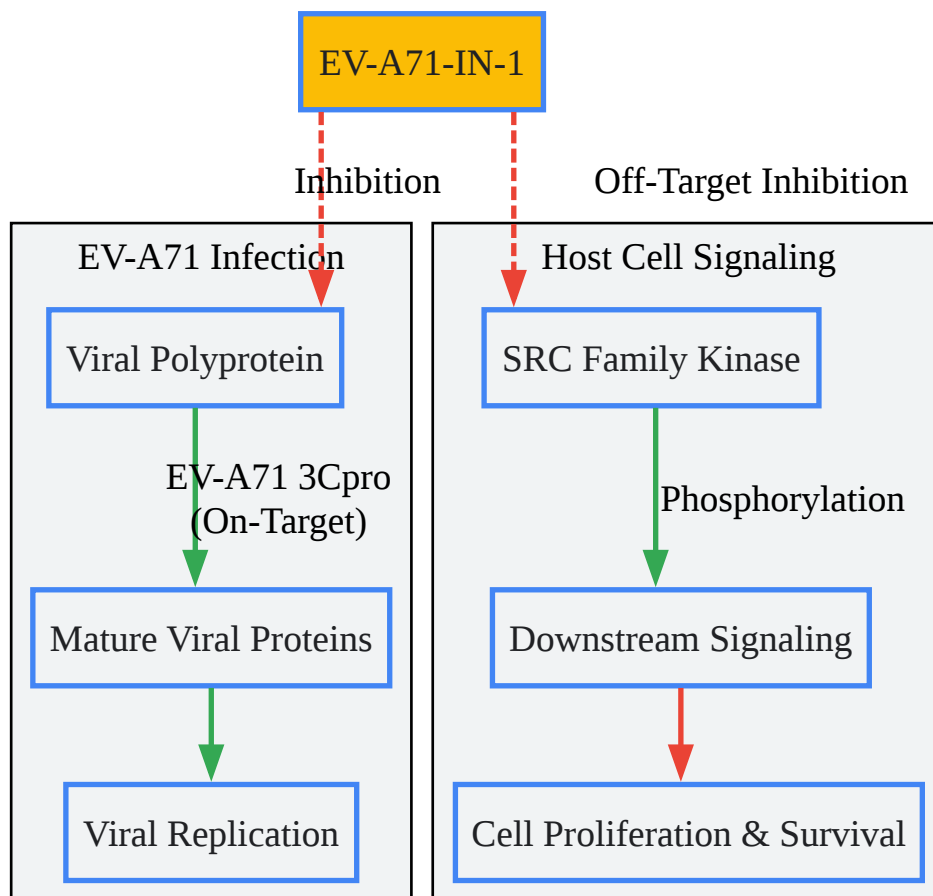 EV-A71-IN-1
Inhibition
Off-Target Inhibition
EV-A71 Infection
Host Cell Signaling
Viral Polyprotein
SRC Family Kinase
EV-A71 3Cpro
(On-Target)
Phosphorylation
Mature Viral Proteins
Downstream Signaling
Viral Replication
Cell Proliferation & Survival